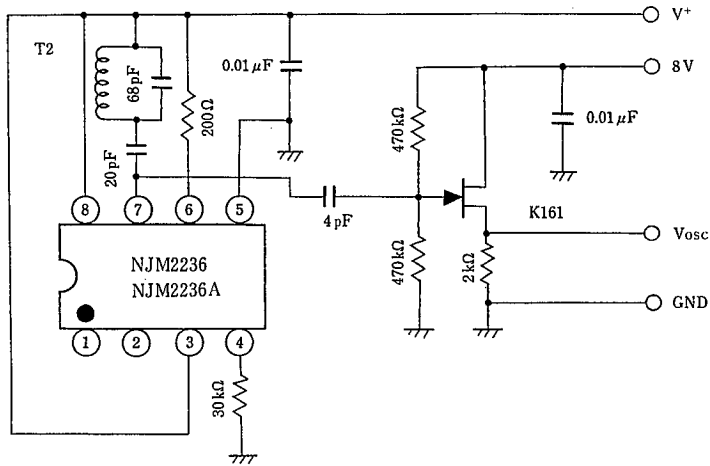 V+
T2
0.01μF
8V
68pF
200Ω
470kΩ
0.01μF
20pF
8
7
6
5
4pF
K161
NJM2236
NJM2236A
470kΩ
2kΩ
Vosc
GND
1
2
3
4
30kΩ